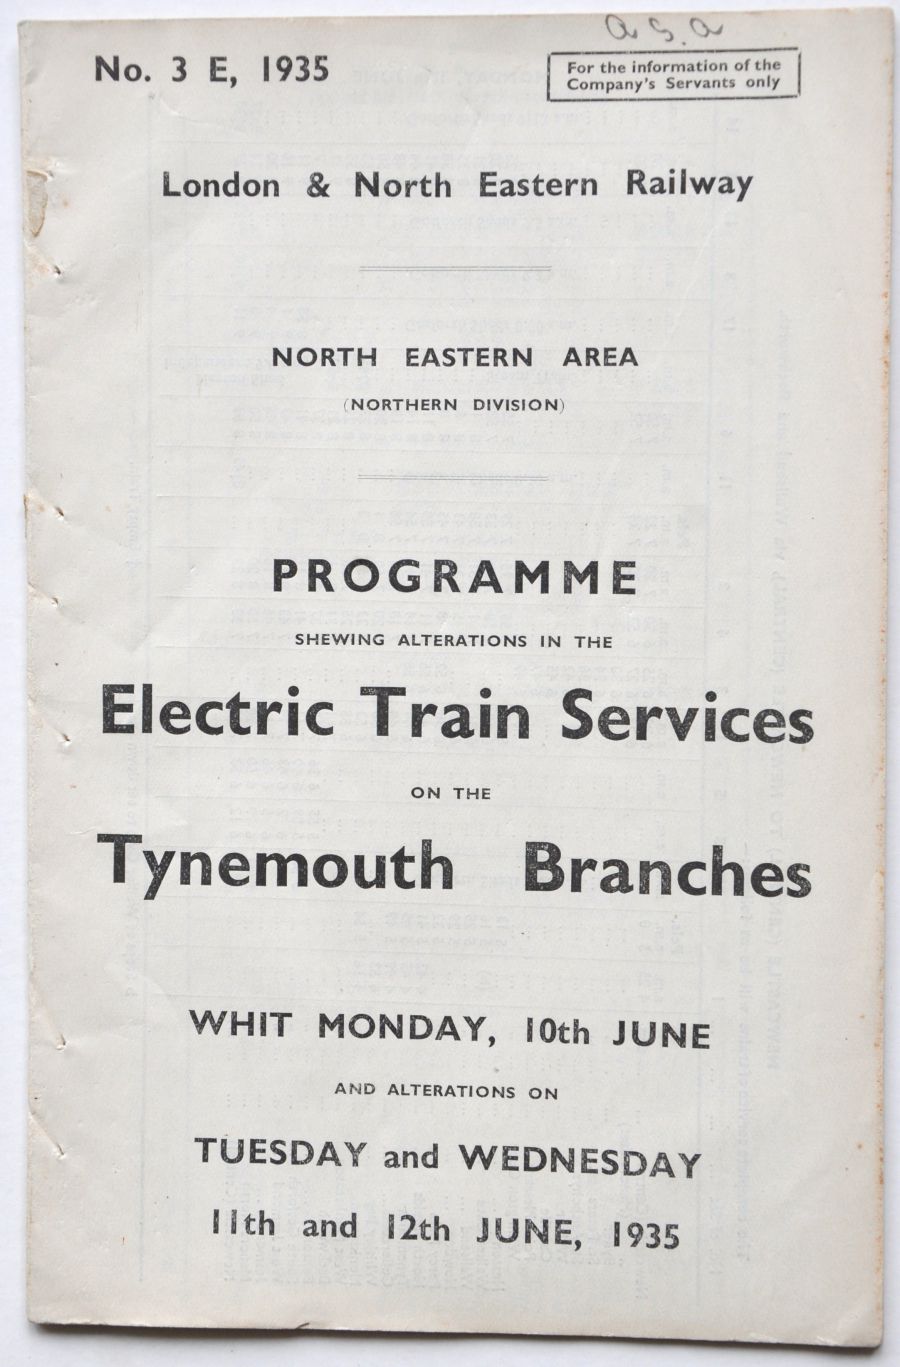 a s. a
No. 3 E, 1935
For the information of the
Company's Servants only
London & North Eastern Railway
NORTH EASTERN AREA
(NORTHERN DIVISION)
PROGRAMME
SHEWING ALTERATIONS IN THE
Electric Train Services
ON THE
Tynemouth Branches
WHIT MONDAY, 10th JUNE
AND ALTERATIONS ON
TUESDAY and WEDNESDAY
11th and 12th JUNE, 1935